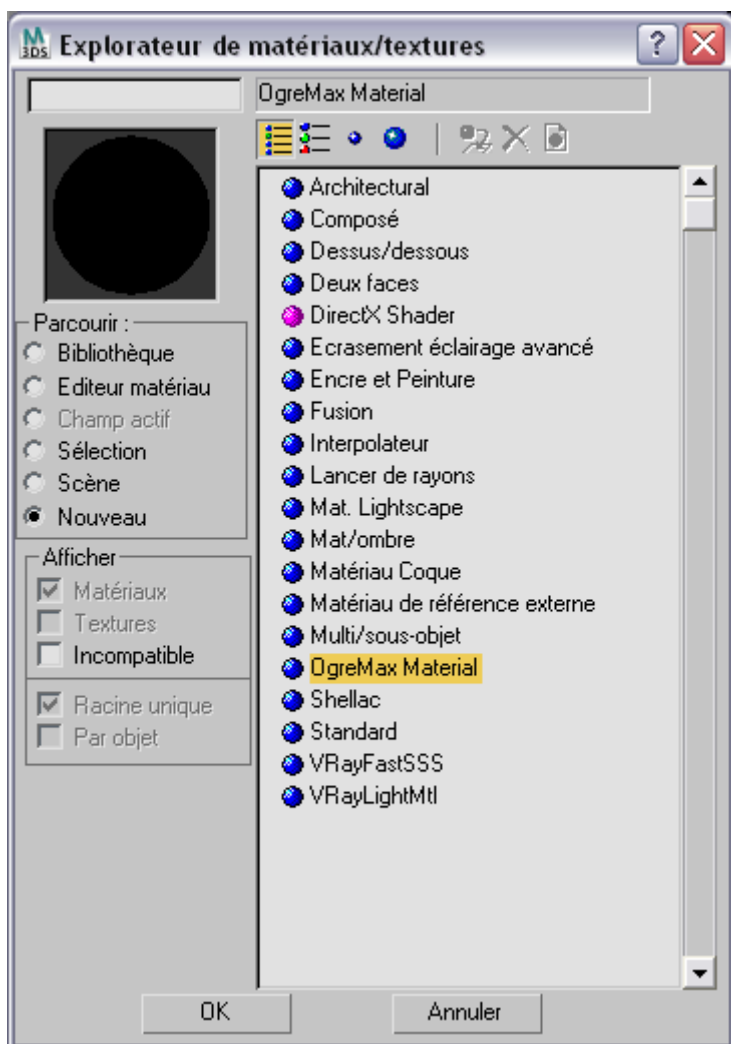 M 3DS Explorateur de matériaux/textures ?
OgreMax Material
Parcourir :
Bibliothèque
Editeur matériau
Champ actif
Sélection
Scène
Nouveau
Afficher
Matériaux
Textures
Incompatible
Racine unique
Par objet
Architectural
Composé
Dessus/dessous
Deux faces
DirectX Shader
Ecrasement éclairage avancé
Encre et Peinture
Fusion
Interpolateur
Lancer de rayons
Mat. Lightscape
Mat/ombre
Matériau Coque
Matériau de référence externe
Multi/sous-objet
OgreMax Material
Shellac
Standard
VRayFastSSS
VRayLightMtl
OK
Annuler